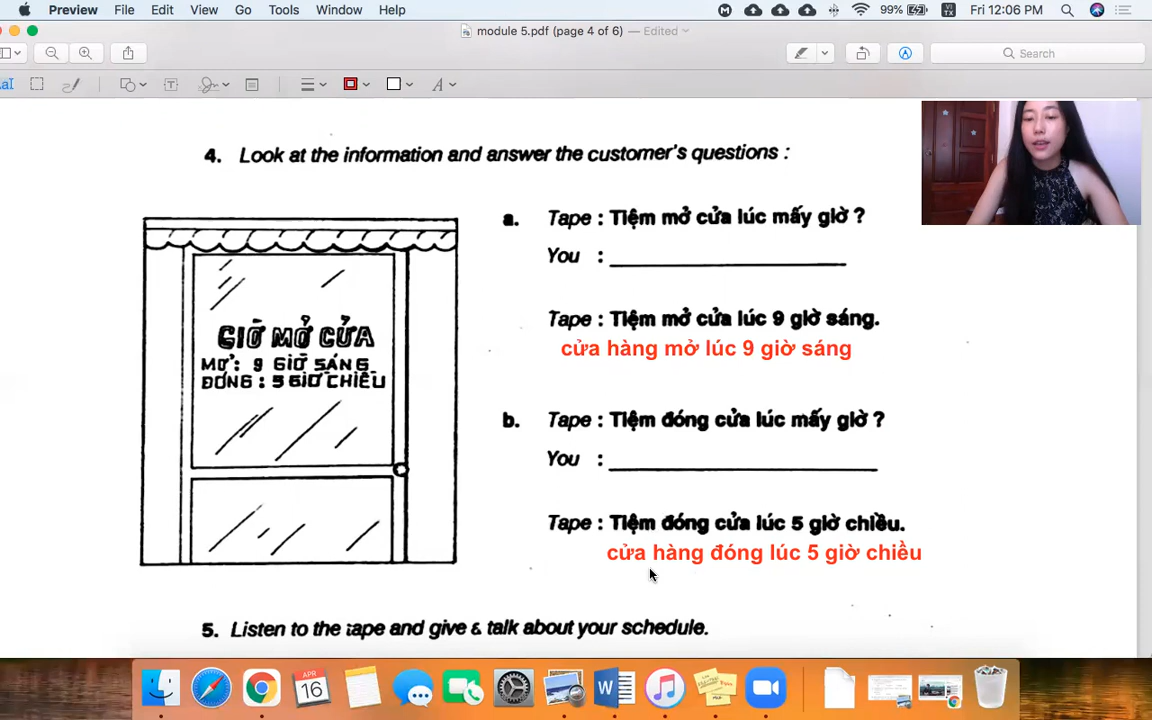 Preview File Edit View Go Tools Window Help 99% VI TX Fri 12:06 PM
module 5.pdf (page 4 of 6) — Edited
Search
4. Look at the information and answer the customer's questions :
a. Tape : Tiệm mở cửa lúc mấy giờ ?
You : ____________________
Tape : Tiệm mở cửa lúc 9 giờ sáng.
cửa hàng mở lúc 9 giờ sáng
GIỜ MỞ CỬA
MỞ : 9 GIỜ SÁNG
ĐÓNG : 5 GIỜ CHIỀU
b. Tape : Tiệm đóng cửa lúc mấy giờ ?
You : ____________________
Tape : Tiệm đóng cửa lúc 5 giờ chiều.
cửa hàng đóng lúc 5 giờ chiều
5. Listen to the tape and give & talk about your schedule.
APR
16